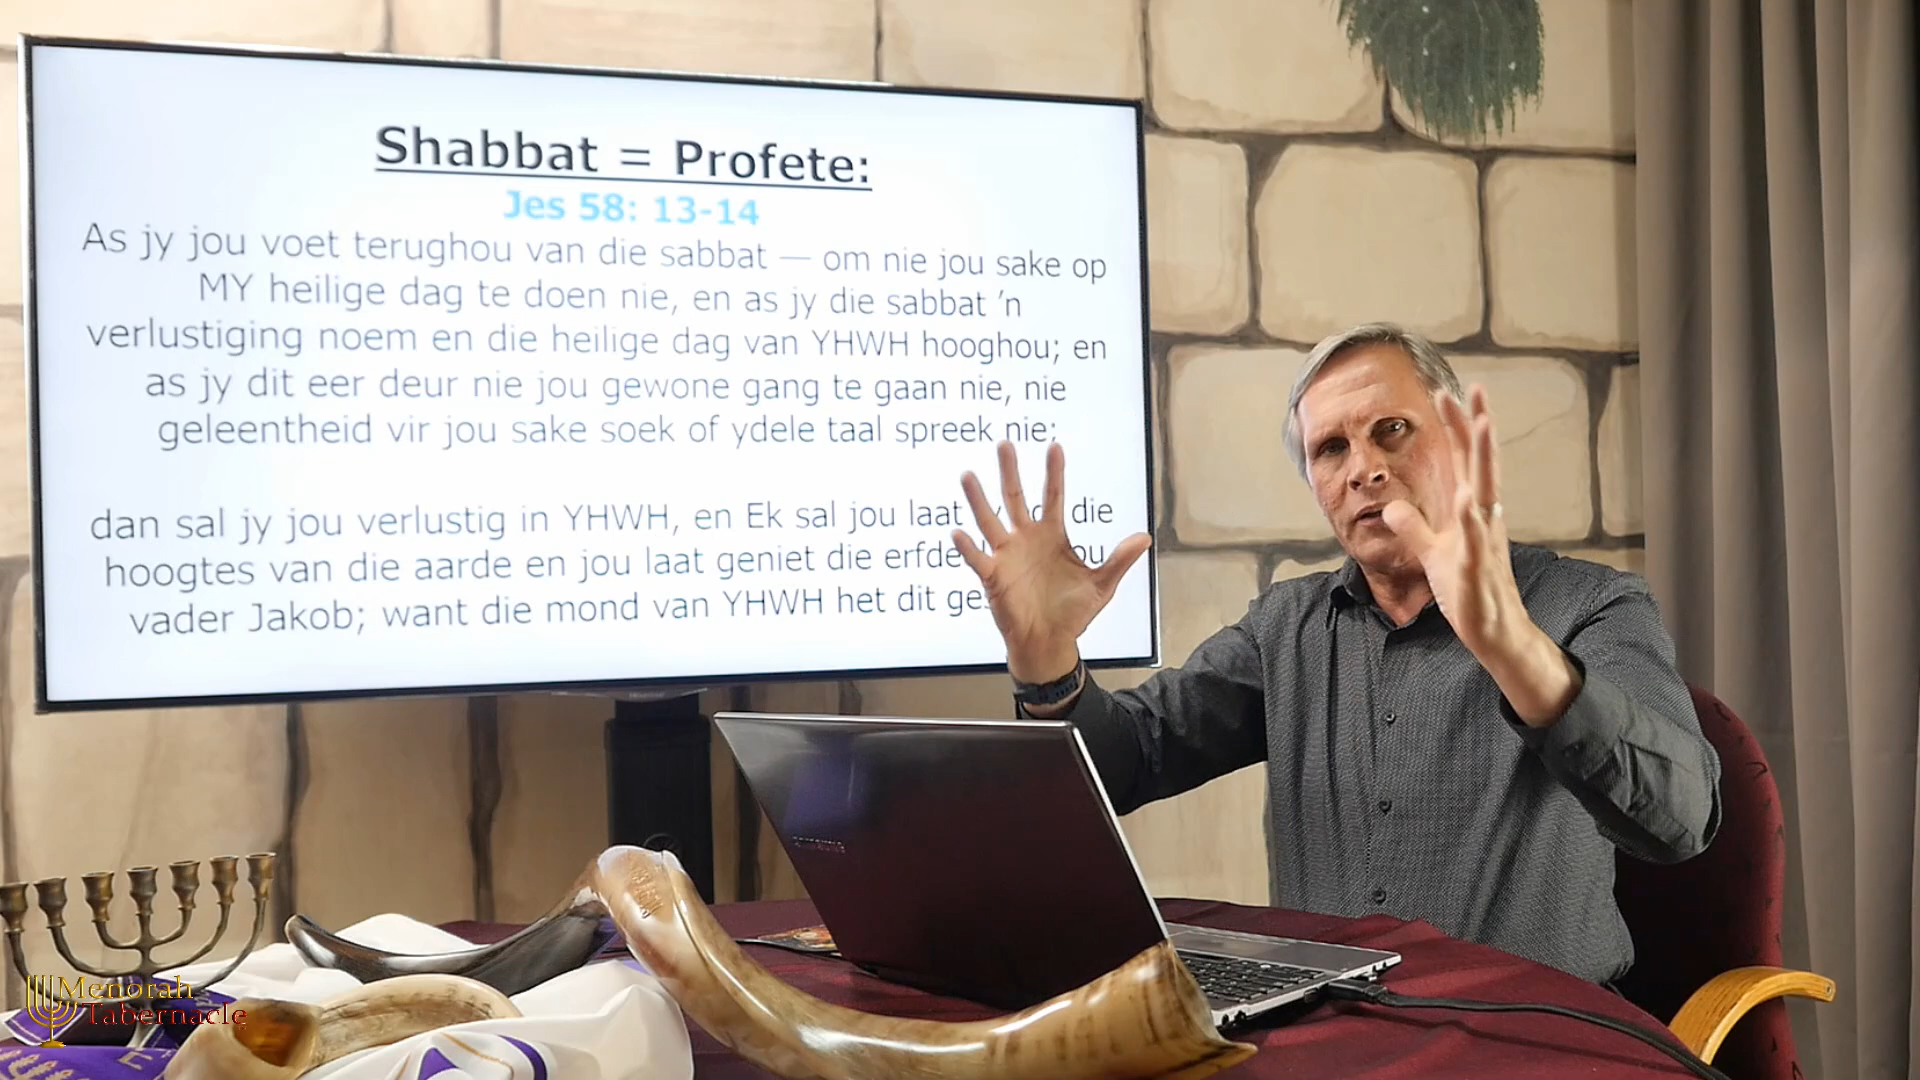 Shabbat = Profete:
Jes 58: 13-14
As jy jou voet terughou van die sabbat — om nie jou sake op
MY heilige dag te doen nie, en as jy die sabbat ’n
verlustiging noem en die heilige dag van YHWH hooghou; en
as jy dit eer deur nie jou gewone gang te gaan nie, nie
geleentheid vir jou sake soek of ydele taal spreek nie;
dan sal jy jou verlustig in YHWH, en Ek sal jou laat die
hoogtes van die aarde en jou laat geniet die
vader Jakob; want die mond van YHWH het dit
Menorah
Tabernacle